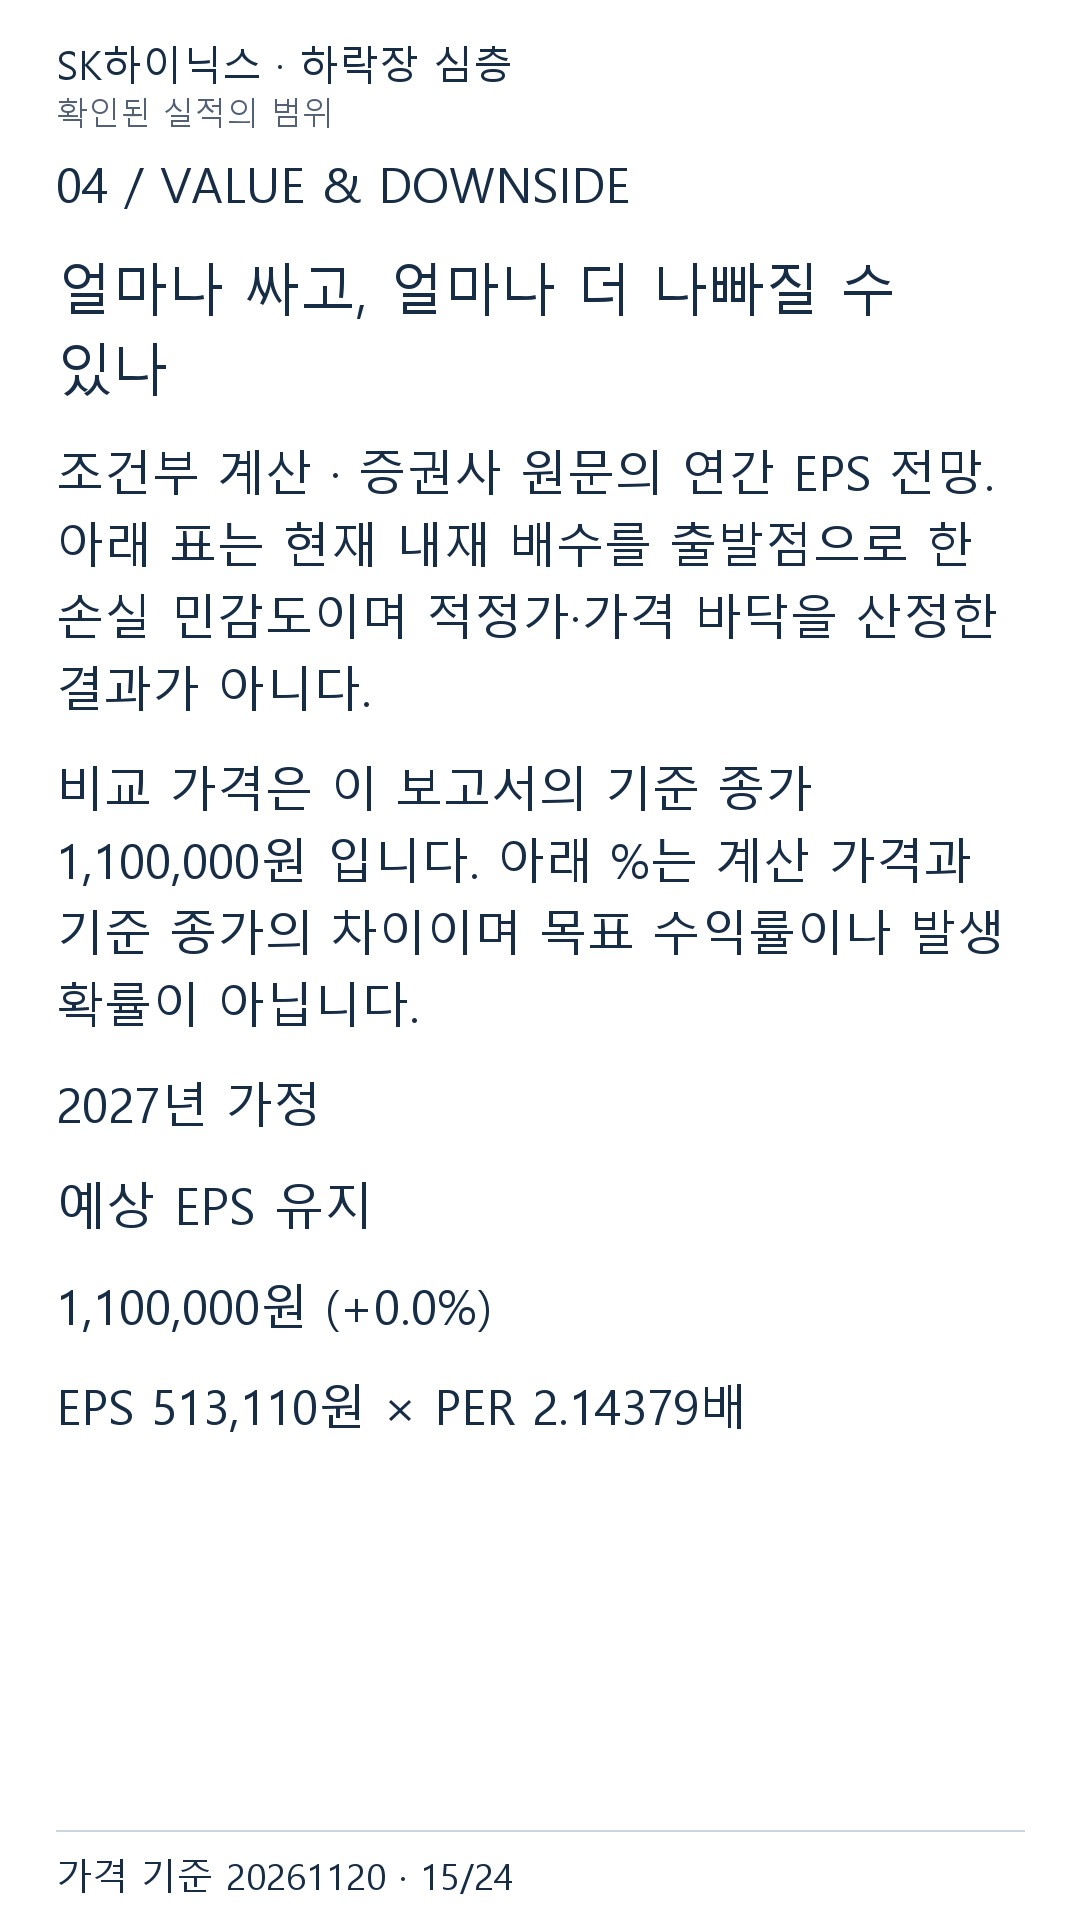 SK하이닉스 · 하락장 심층
확인된 실적의 범위
04 / VALUE & DOWNSIDE
얼마나 싸고, 얼마나 더 나빠질 수
있나
조건부 계산 · 증권사 원문의 연간 EPS 전망.
아래 표는 현재 내재 배수를 출발점으로 한
손실 민감도이며 적정가·가격 바닥을 산정한
결과가 아니다.
비교 가격은 이 보고서의 기준 종가
1,100,000원 입니다. 아래 %는 계산 가격과
기준 종가의 차이이며 목표 수익률이나 발생
확률이 아닙니다.
2027년 가정
예상 EPS 유지
1,100,000원 (+0.0%)
EPS 513,110원 × PER 2.14379배
가격 기준 20261120 · 15/24